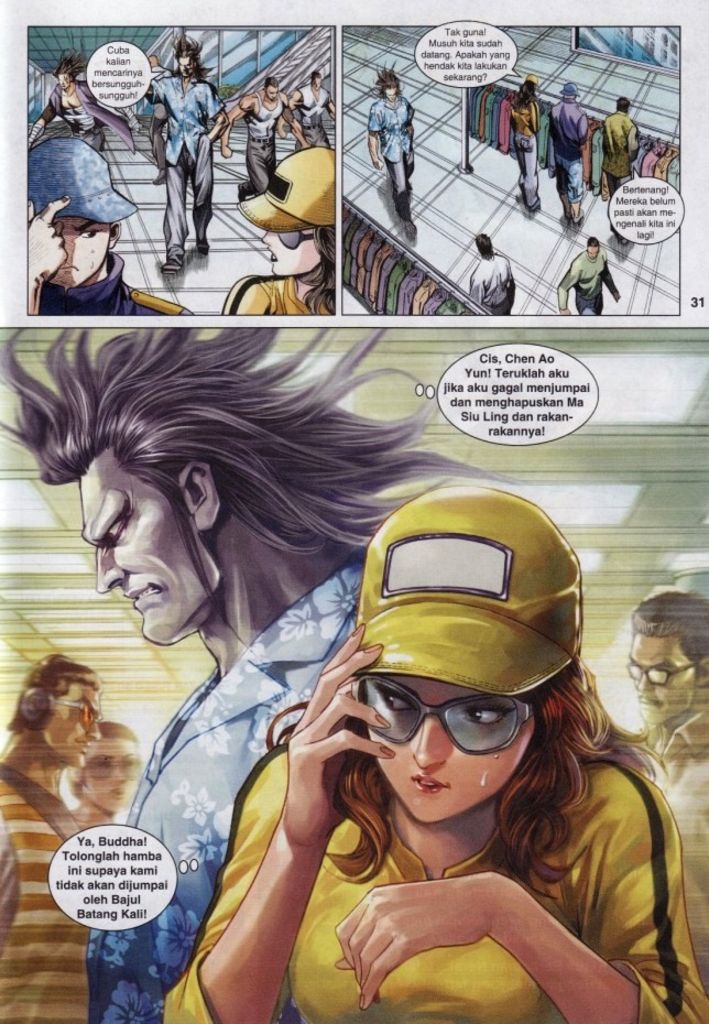 Cuba
kalian
mencarinya
bersungguh-
sungguh!
Tak guna!
Musuh kita sudah
datang. Apakah yang
hendak kita lakukan
sekarang?
Bertenang!
Mereka
pasti akan me-
ngenali kita ini
lagi!
31
Cis, Chen Ao
Yun! Teruklah aku
jika aku gagal menjumpai
dan menghapuskan Ma
Siu Ling dan rakan-
rakannya!
Ya, Buddha!
Tolonglah hamba
ini supaya kami
tidak akan dijumpai
oleh Bajul
Batang Kali!